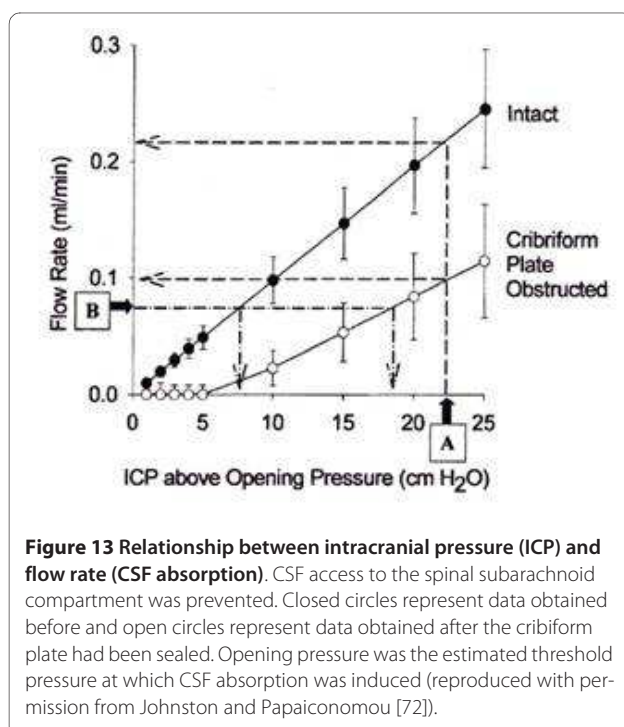 0.3
0.2
0.1
0.0
Flow Rate (ml/min)
Intact
Cribriform
Plate
Obstructed
B
0 5 10 15 20 25
A
ICP above Opening Pressure (cm H₂O)
Figure 13 Relationship between intracranial pressure (ICP) and
flow rate (CSF absorption). CSF access to the spinal subarachnoid
compartment was prevented. Closed circles represent data obtained
before and open circles represent data obtained after the cribiform
plate had been sealed. Opening pressure was the estimated threshold
pressure at which CSF absorption was induced (reproduced with per-
mission from Johnston and Papaiconomou [72]).